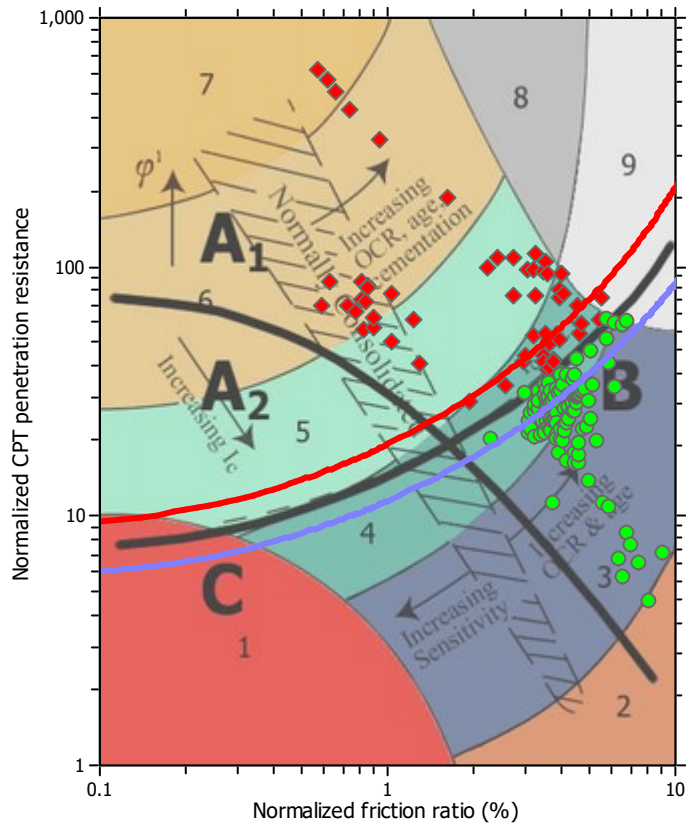 1,000
100
10
1
0.1
1
10
Normalized CPT penetration resistance
Normalized friction ratio (%)
7
8
9
φ¹
A1
6
Normally Consolidated
Increasing
OCR, age,
cementation
A2
Increasing Ic
5
B
4
Increasing
OCR & age
3
C
Increasing
Sensitivity
1
2